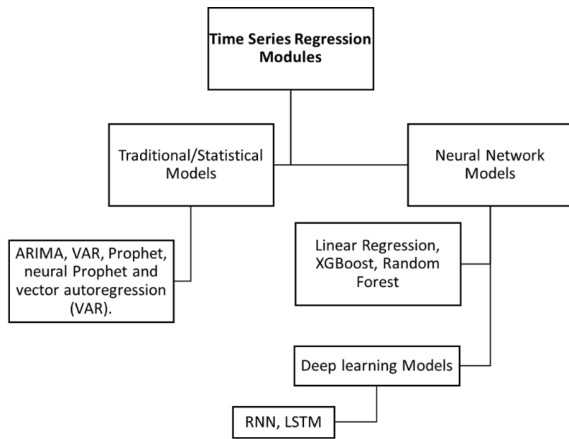 Time Series Regression
Modules
Traditional/Statistical
Models
Neural Network
Models
ARIMA, VAR, Prophet,
neural Prophet and
vector autoregression
(VAR).
Linear Regression,
XGBoost, Random
Forest
Deep learning Models
RNN, LSTM